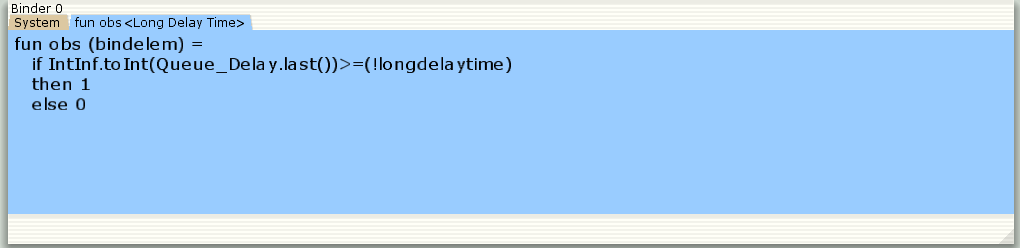 Binder 0
System fun obs <Long Delay Time>
fun obs (bindelem) =
if IntInf.toInt(Queue_Delay.last())>=(!longdelaytime)
then 1
else 0